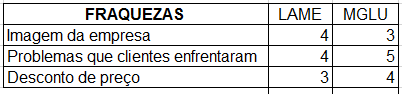 FRAQUEZAS LAME MGLU
Imagem da empresa 4 3
Problemas que clientes enfrentaram 4 5
Desconto de preço 3 4